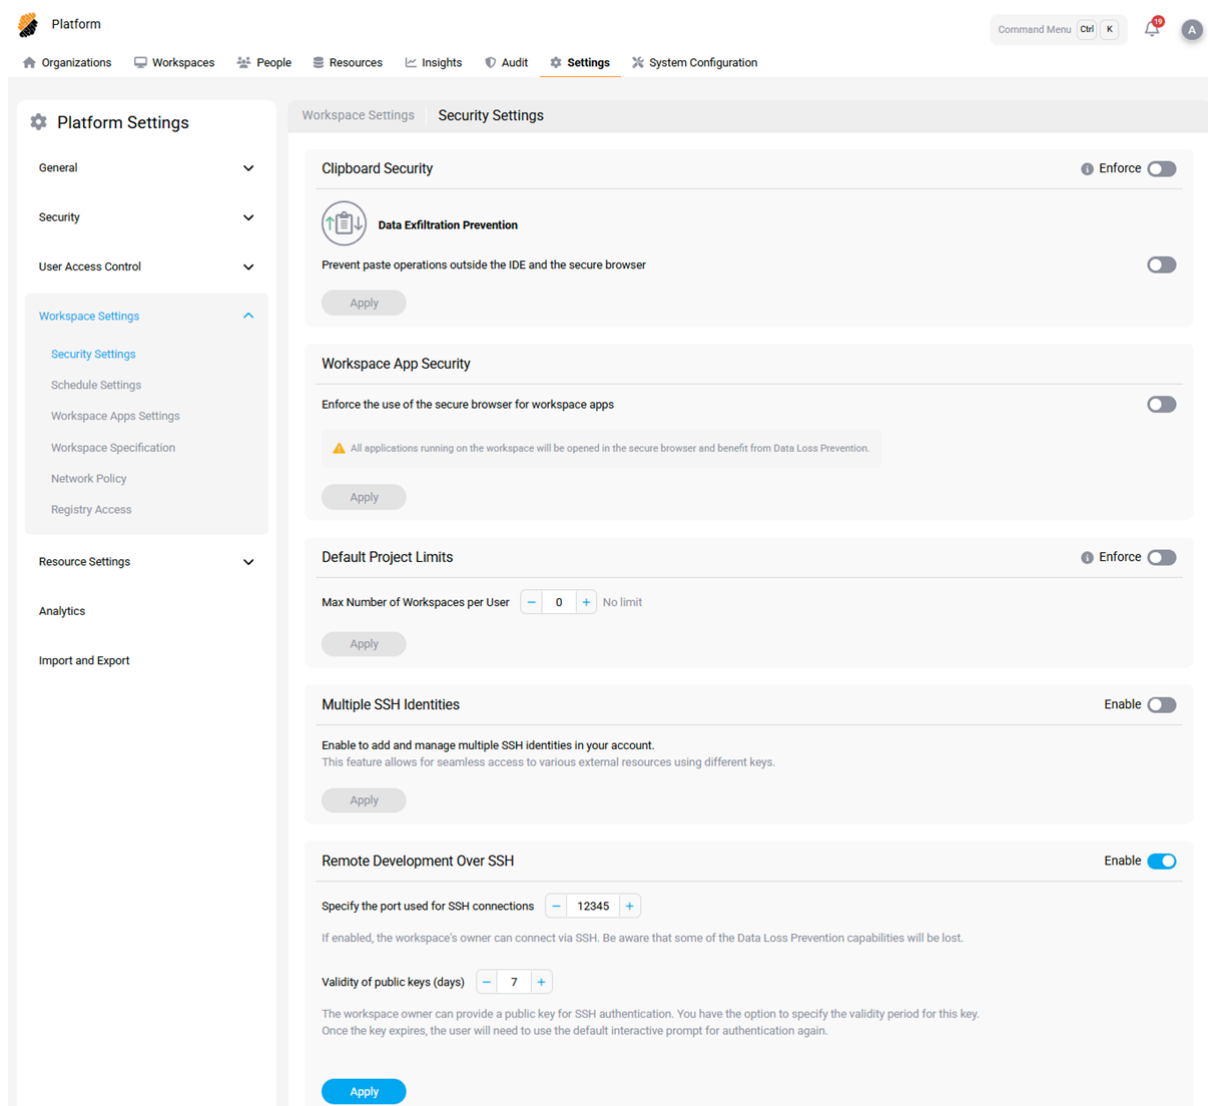 Platform
Command Menu Ctrl K
19
A
Organizations Workspaces People Resources Insights Audit Settings System Configuration
Platform Settings
General
Security
User Access Control
Workspace Settings
Security Settings
Schedule Settings
Workspace Apps Settings
Workspace Specification
Network Policy
Registry Access
Resource Settings
Analytics
Import and Export
Workspace Settings Security Settings
Clipboard Security Enforce
Data Exfiltration Prevention
Prevent paste operations outside the IDE and the secure browser
Apply
Workspace App Security
Enforce the use of the secure browser for workspace apps
All applications running on the workspace will be opened in the secure browser and benefit from Data Loss Prevention.
Apply
Default Project Limits Enforce
Max Number of Workspaces per User − 0 + No limit
Apply
Multiple SSH Identities Enable
Enable to add and manage multiple SSH identities in your account.
This feature allows for seamless access to various external resources using different keys.
Apply
Remote Development Over SSH Enable
Specify the port used for SSH connections − 12345 +
If enabled, the workspace's owner can connect via SSH. Be aware that some of the Data Loss Prevention capabilities will be lost.
Validity of public keys (days) − 7 +
The workspace owner can provide a public key for SSH authentication. You have the option to specify the validity period for this key.
Once the key expires, the user will need to use the default interactive prompt for authentication again.
Apply